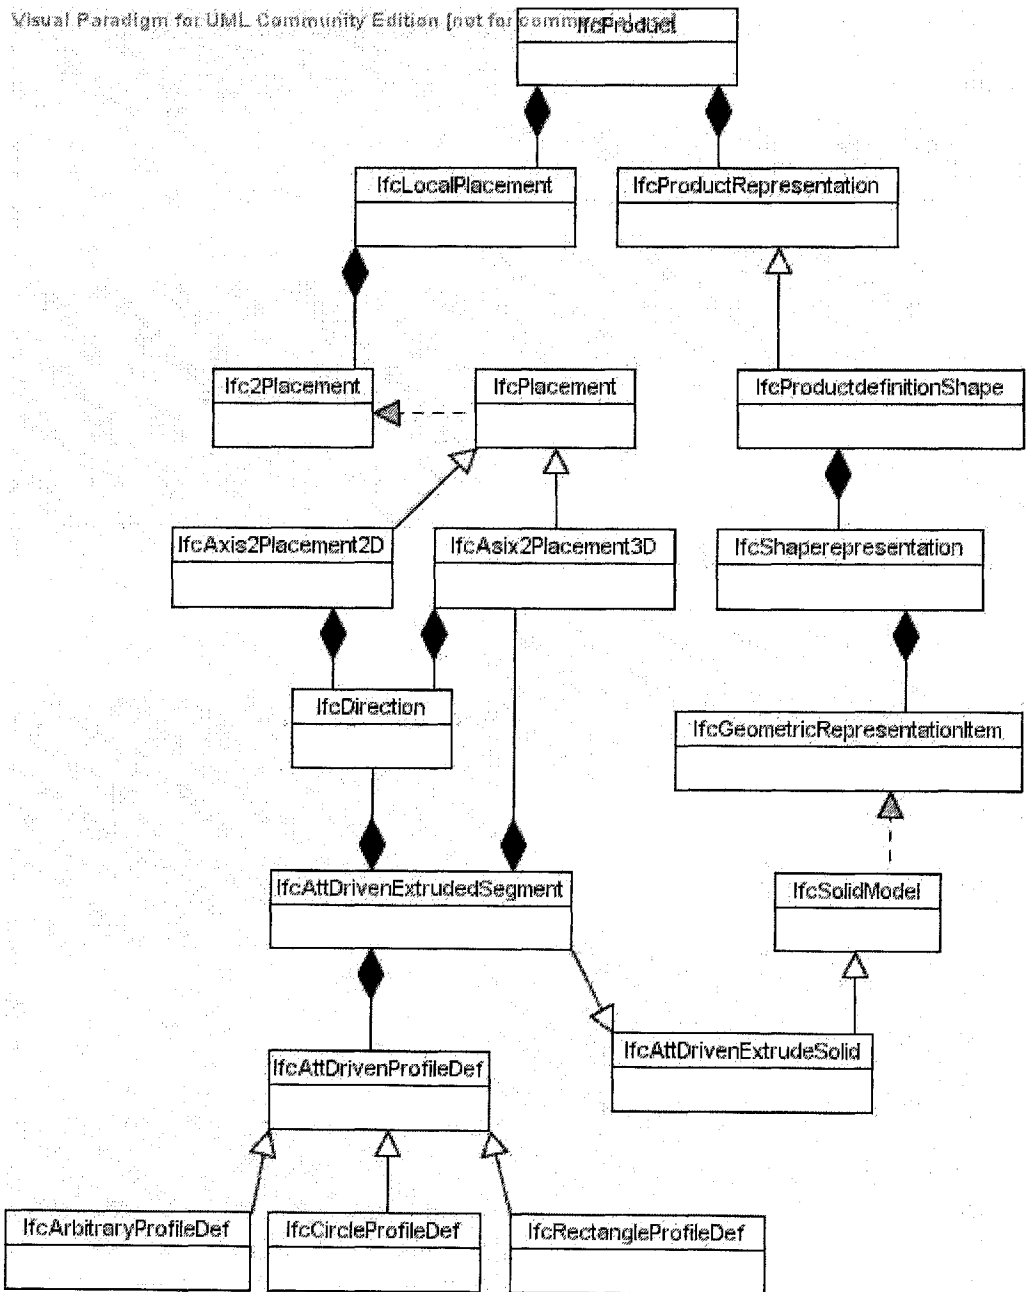 Visual Paradigm for UML Community Edition [not for commercial use]
IfcProduct
IfcLocalPlacement
IfcProductRepresentation
Ifc2Placement
IfcPlacement
IfcProductdefinitionShape
IfcAxis2Placement2D
IfcAsix2Placement3D
IfcShaperepresentation
IfcDirection
IfcGeometricRepresentationItem
IfcAttDrivenExtrudedSegment
IfcSolidModel
IfcAttDrivenExtrudeSolid
IfcAttDrivenProfileDef
IfcArbitraryProfileDef
IfcCircleProfileDef
IfcRectangleProfileDef